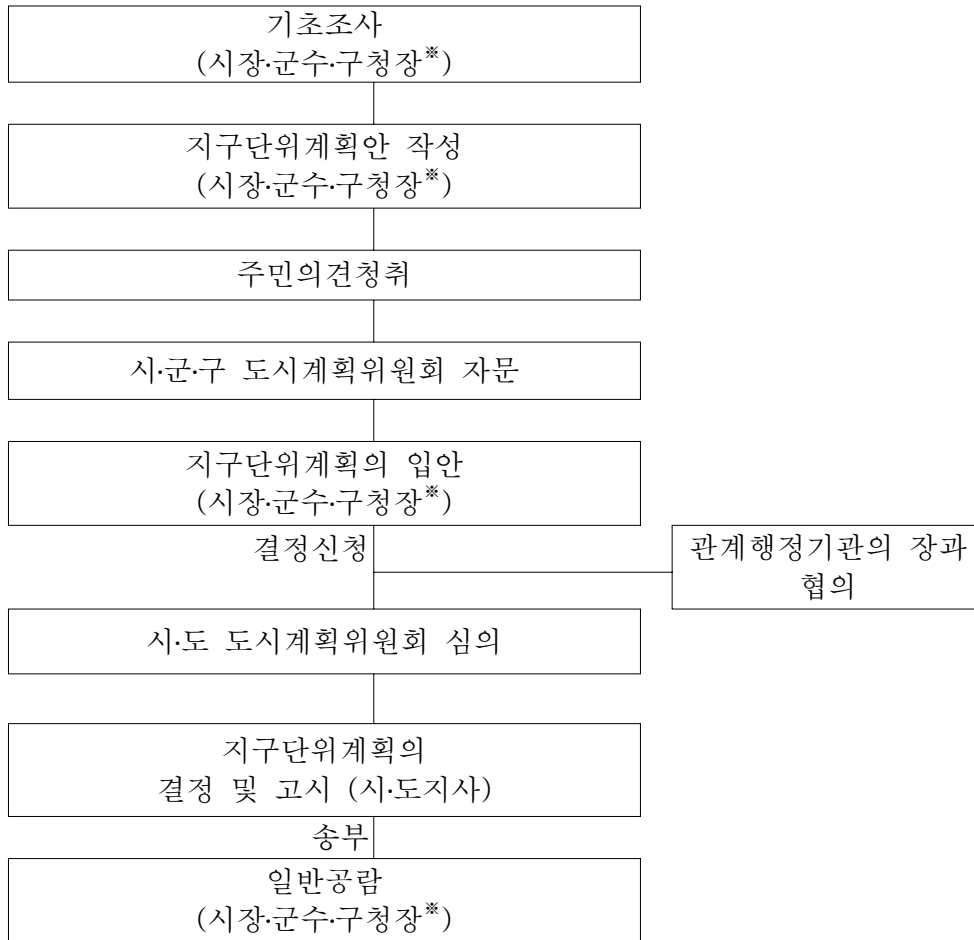 기초조사
(시장·군수·구청장※)
지구단위계획안 작성
(시장·군수·구청장※)
주민의견청취
시·군·구 도시계획위원회 자문
지구단위계획의 입안
(시장·군수·구청장※)
결정신청
관계행정기관의 장과
협의
시·도 도시계획위원회 심의
지구단위계획의
결정 및 고시 (시·도지사)
송부
일반공람
(시장·군수·구청장※)